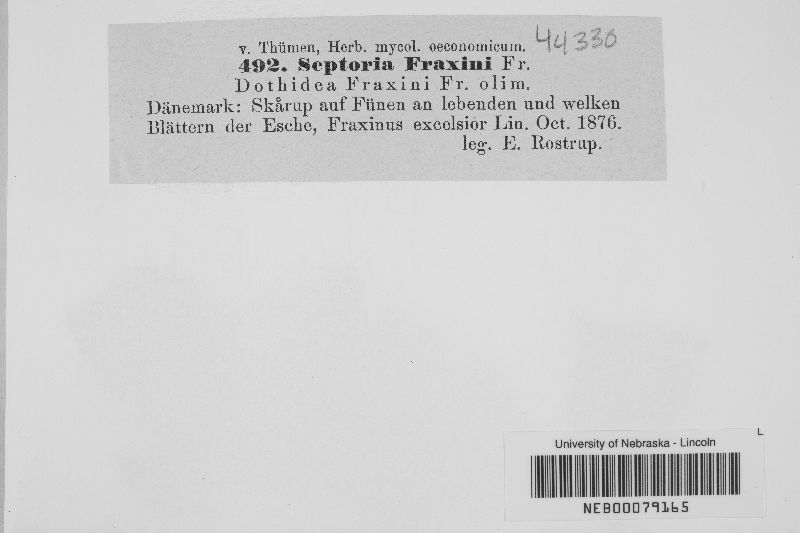 v. Thümen, Herb. mycol. oeconomicum. 44330
492. Septoria Fraxini Fr.
Dothidea Fraxini Fr. olim.
Dänemark: Skårup auf Fünen an lebenden und welken
Blättern der Esche, Fraxinus excelsior Lin. Oct. 1876.
leg. E. Rostrup.
L
University of Nebraska - Lincoln
NEB00079165